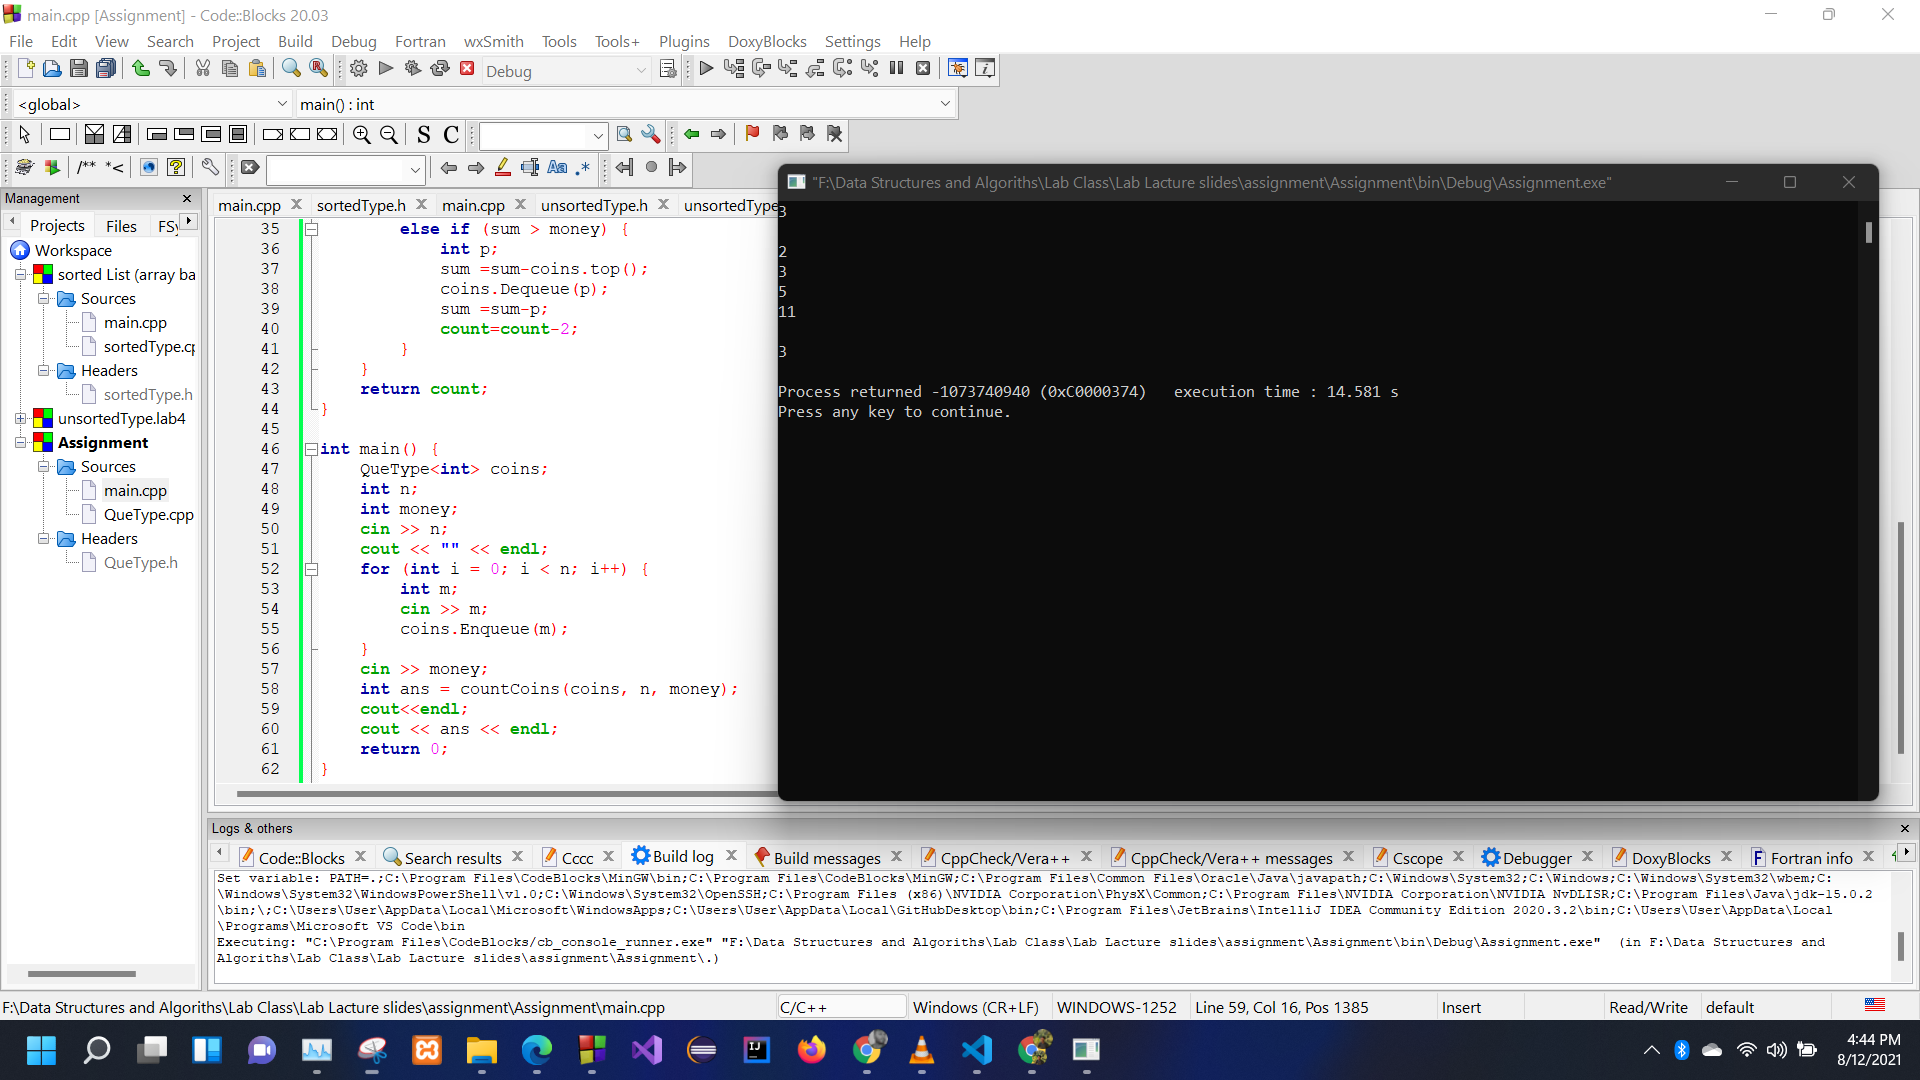 main.cpp [Assignment] - Code::Blocks 20.03
File Edit View Search Project Build Debug Fortran wxSmith Tools Tools+ Plugins DoxyBlocks Settings Help
Debug
<global> main() : int
S C
/** *<
Aa .*
Management
Projects Files FSy
Workspace
sorted List (array ba
Sources
main.cpp
sortedType.cp
Headers
sortedType.h
unsortedType.lab4
Assignment
Sources
main.cpp
QueType.cpp
Headers
QueType.h
main.cpp sortedType.h main.cpp unsortedType.h unsortedType
35 else if (sum > money) {
36 int p;
37 sum =sum-coins.top();
38 coins.Dequeue(p);
39 sum =sum-p;
40 count=count-2;
41 }
42 }
43 return count;
44 }
45
46 int main() {
47 QueType<int> coins;
48 int n;
49 int money;
50 cin >> n;
51 cout << "" << endl;
52 for (int i = 0; i < n; i++) {
53 int m;
54 cin >> m;
55 coins.Enqueue(m);
56 }
57 cin >> money;
58 int ans = countCoins(coins, n, money);
59 cout<<endl;
60 cout << ans << endl;
61 return 0;
62 }
"F:\Data Structures and Algoriths\Lab Class\Lab Lacture slides\assignment\Assignment\bin\Debug\Assignment.exe"
3
2
3
5
11
3
Process returned -1073740940 (0xC0000374) execution time : 14.581 s
Press any key to continue.
Logs & others
Code::Blocks Search results Cccc Build log Build messages CppCheck/Vera++ CppCheck/Vera++ messages Cscope Debugger DoxyBlocks Fortran info
Set variable: PATH=.;C:\Program Files\CodeBlocks\MinGW\bin;C:\Program Files\CodeBlocks\MinGW;C:\Program Files\Common Files\Oracle\Java\javapath;C:\Windows\System32;C:\Windows;C:\Windows\System32\wbem;C:
\Windows\System32\WindowsPowerShell\v1.0;C:\Windows\System32\OpenSSH;C:\Program Files (x86)\NVIDIA Corporation\PhysX\Common;C:\Program Files\NVIDIA Corporation\NVIDIA NvDLISR;C:\Program Files\Java\jdk-15.0.2
\bin;\;C:\Users\User\AppData\Local\Microsoft\WindowsApps;C:\Users\User\AppData\Local\GitHubDesktop\bin;C:\Program Files\JetBrains\IntelliJ IDEA Community Edition 2020.3.2\bin;C:\Users\User\AppData\Local
\Programs\Microsoft VS Code\bin
Executing: "C:\Program Files\CodeBlocks/cb_console_runner.exe" "F:\Data Structures and Algoriths\Lab Class\Lab Lacture slides\assignment\Assignment\bin\Debug\Assignment.exe" (in F:\Data Structures and
Algoriths\Lab Class\Lab Lacture slides\assignment\Assignment\.)
F:\Data Structures and Algoriths\Lab Class\Lab Lacture slides\assignment\Assignment\main.cpp C/C++ Windows (CR+LF) WINDOWS-1252 Line 59, Col 16, Pos 1385 Insert Read/Write default
4:44 PM
8/12/2021